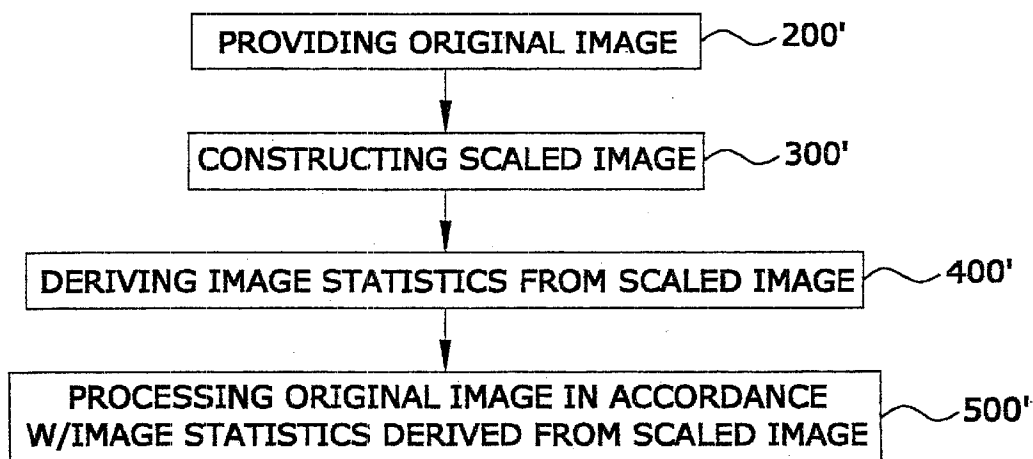 PROVIDING ORIGINAL IMAGE 200'
CONSTRUCTING SCALED IMAGE 300'
DERIVING IMAGE STATISTICS FROM SCALED IMAGE 400'
PROCESSING ORIGINAL IMAGE IN ACCORDANCE
W/IMAGE STATISTICS DERIVED FROM SCALED IMAGE 500'